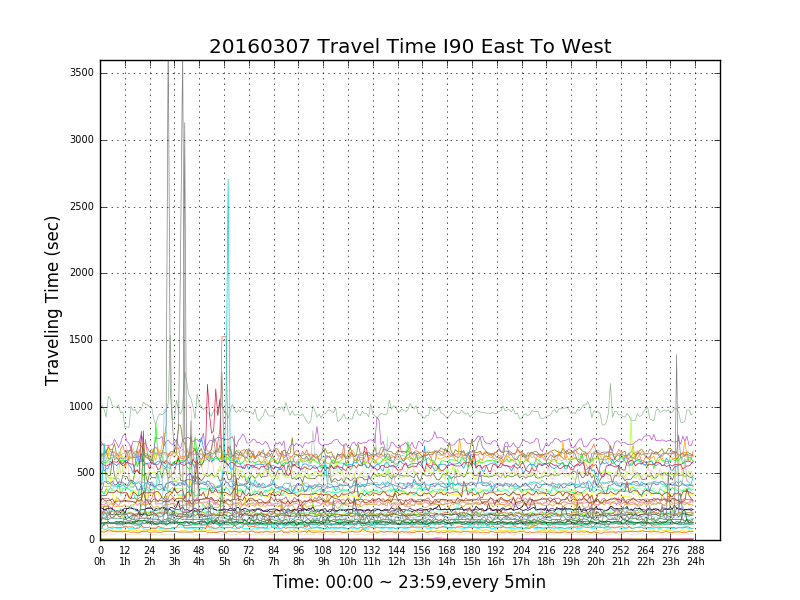 20160307 Travel Time I90 East To West
Traveling Time (sec)
3500
3000
2500
2000
1500
1000
500
0
0 12 24 36 48 60 72 84 96 108 120 132 144 156 168 180 192 204 216 228 240 252 264 276 288
0h 1h 2h 3h 4h 5h 6h 7h 8h 9h 10h 11h 12h 13h 14h 15h 16h 17h 18h 19h 20h 21h 22h 23h 24h
Time: 00:00 ~ 23:59,every 5min